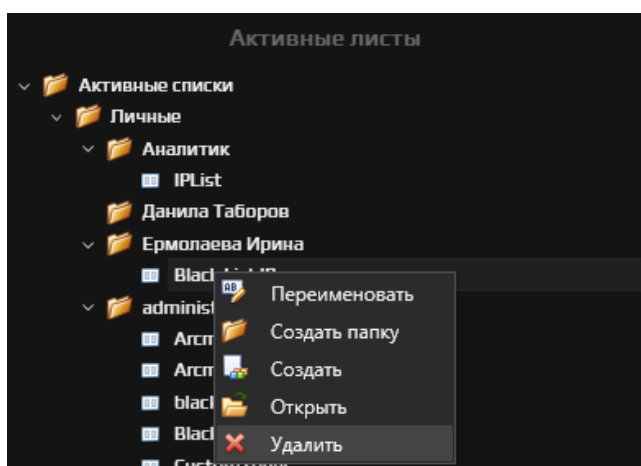 Активные листы
Активные списки
Личные
Аналитик
IPList
Данила Таборов
Ермолаева Ирина
Переименовать
Создать папку
Создать
Открыть
Удалить